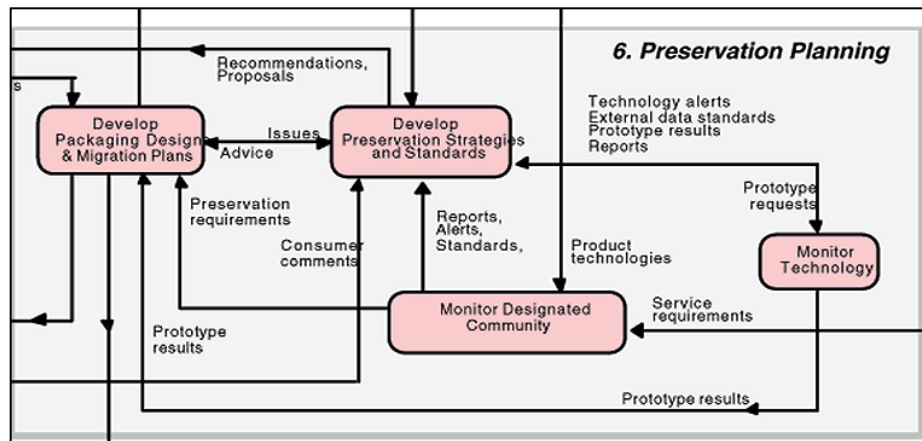 6. Preservation Planning
Recommendations,
Proposals
s
Develop
Packaging Designs
& Migration Plans
Issues
Advice
Develop
Preservation Strategies
and Standards
Technology alerts
External data standards
Prototype results
Reports
Prototype
requests
Preservation
requirements
Consumer
comments
Reports,
Alerts,
Standards,
Product
technologies
Monitor
Technology
Monitor Designated
Community
Service
requirements
Prototype
results
Prototype results